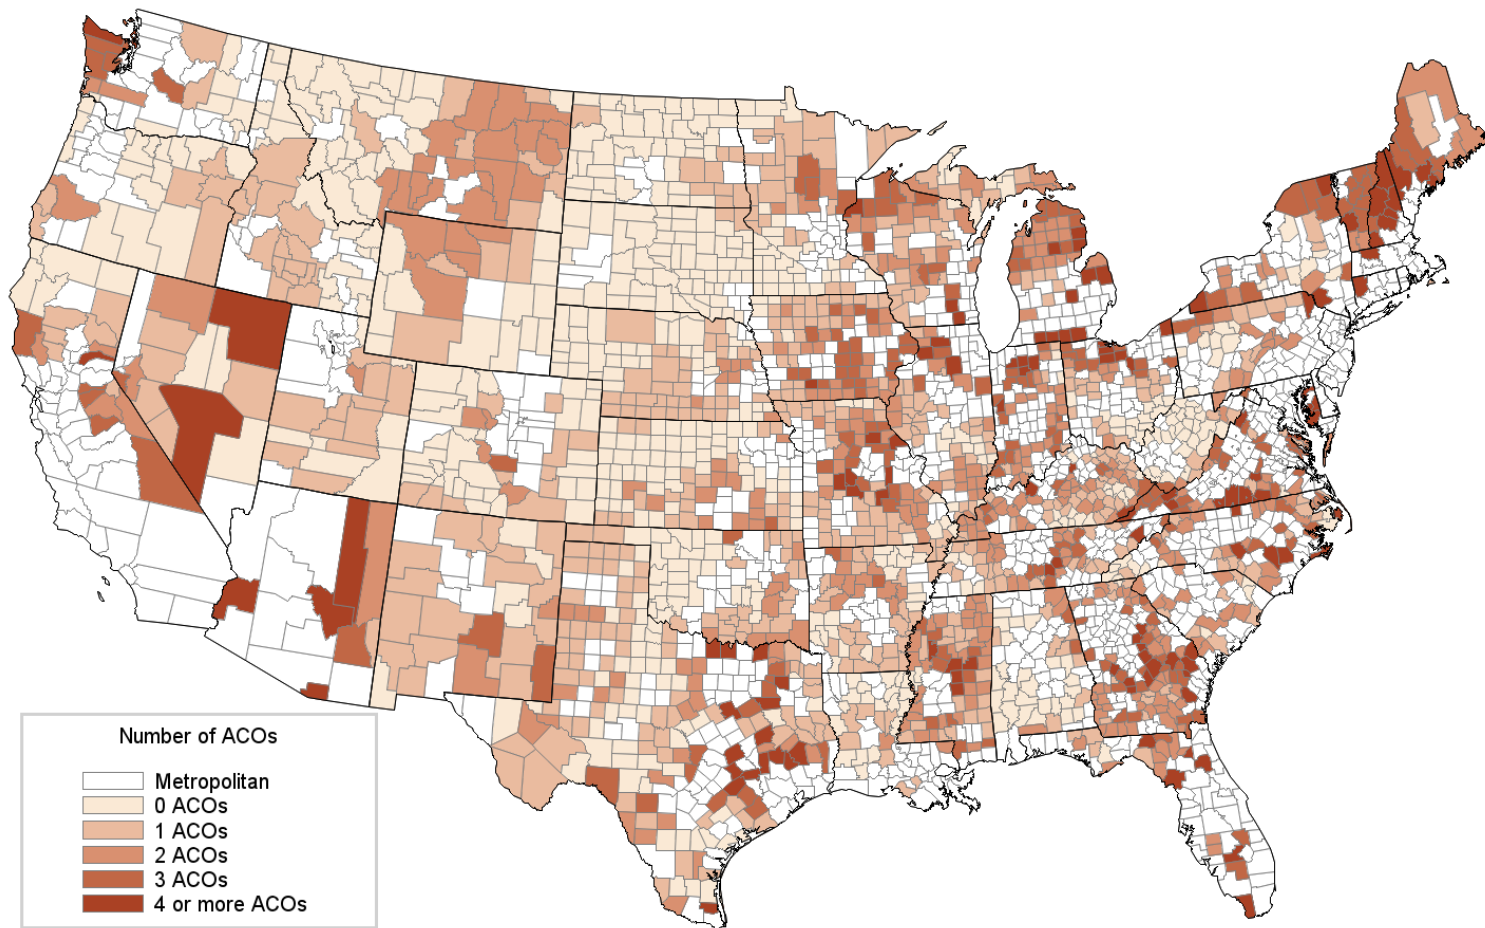 Number of ACOs
Metropolitan
0 ACOs
1 ACOs
2 ACOs
3 ACOs
4 or more ACOs